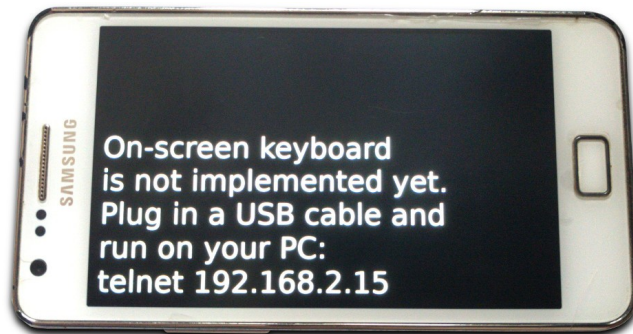 SAMSUNG
On-screen keyboard
is not implemented yet.
Plug in a USB cable and
run on your PC:
telnet 192.168.2.15